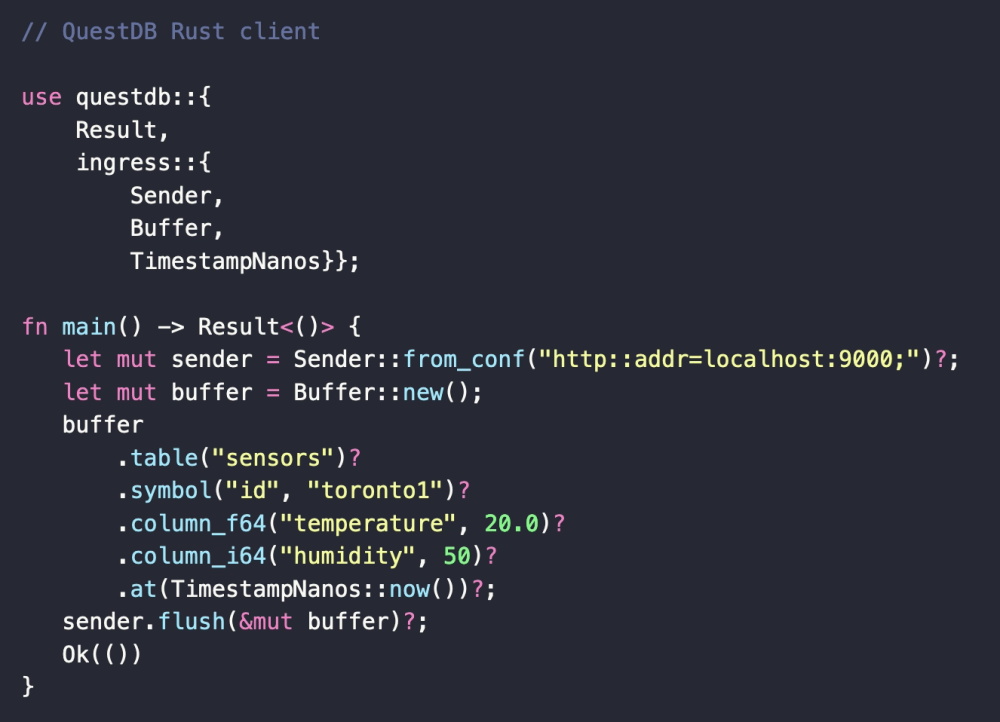 // QuestDB Rust client
use questdb::{
    Result,
    ingress::{
        Sender,
        Buffer,
        TimestampNanos}};
fn main() -> Result<()> {
   let mut sender = Sender::from_conf("http::addr=localhost:9000;")?;
   let mut buffer = Buffer::new();
   buffer
       .table("sensors")?
       .symbol("id", "toronto1")?
       .column_f64("temperature", 20.0)?
       .column_i64("humidity", 50)?
       .at(TimestampNanos::now())?;
   sender.flush(&mut buffer)?;
   Ok(())
}